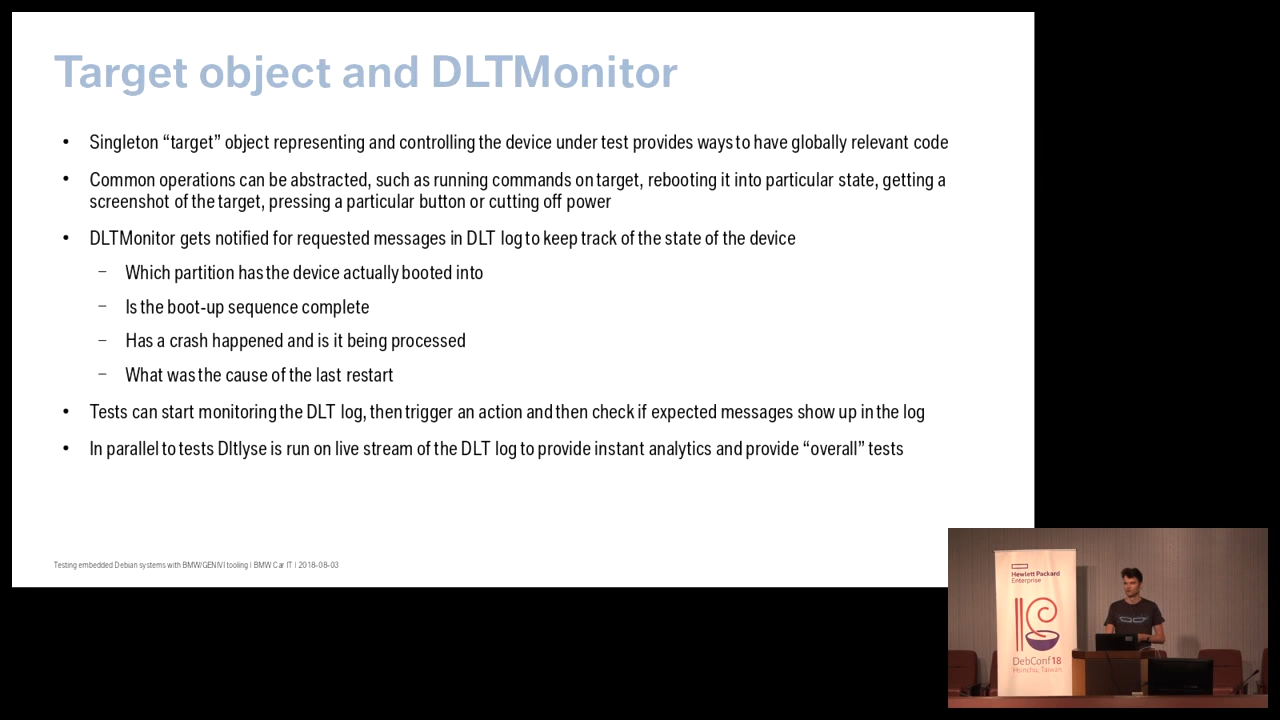 Target object and DLTMonitor
• Singleton “target” object representing and controlling the device under test provides ways to have globally relevant code
• Common operations can be abstracted, such as running commands on target, rebooting it into particular state, getting a
screenshot of the target, pressing a particular button or cutting off power
• DLTMonitor gets notified for requested messages in DLT log to keep track of the state of the device
– Which partition has the device actually booted into
– Is the boot-up sequence complete
– Has a crash happened and is it being processed
– What was the cause of the last restart
• Tests can start monitoring the DLT log, then trigger an action and then check if expected messages show up in the log
• In parallel to tests Dltlyse is run on live stream of the DLT log to provide instant analytics and provide “overall” tests
Testing embedded Debian systems with BMW/GENIVI tooling | BMW Car IT | 2018-08-03
Hewlett Packard
Enterprise
DebConf18
Hsinchu, Taiwan